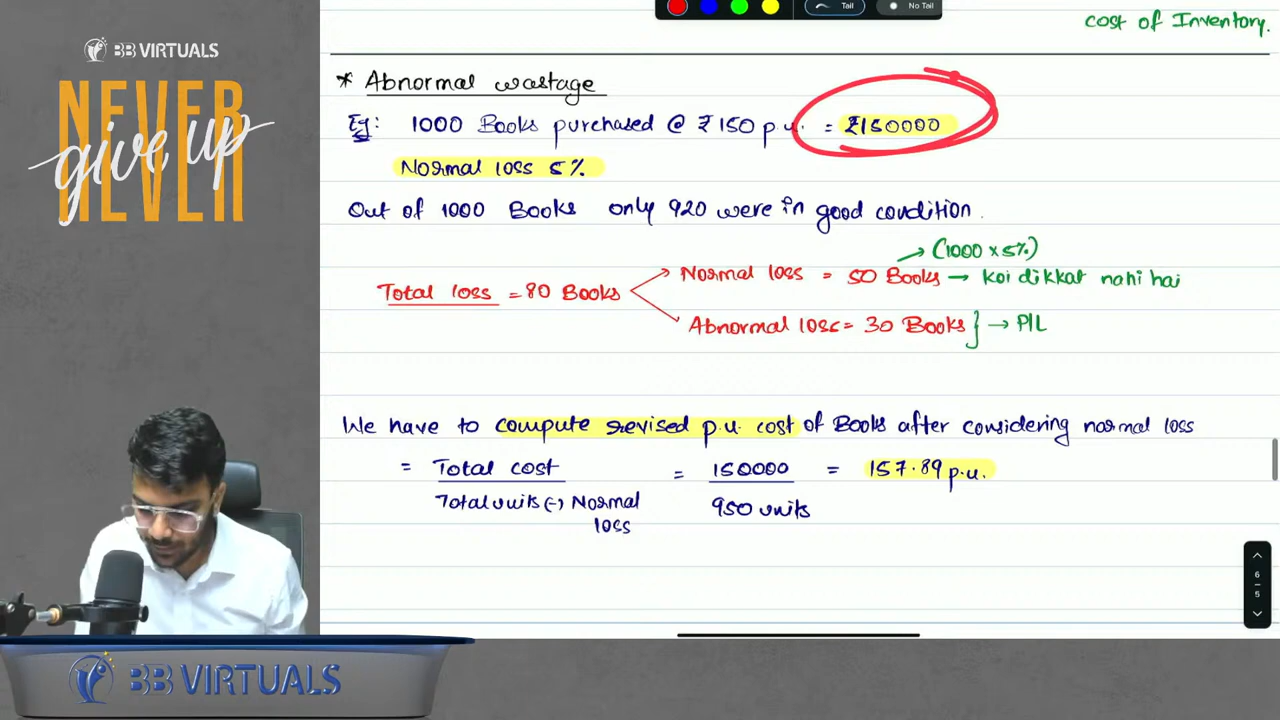 Tail
No Tail
cost of Inventory.
BB VIRTUALS
NEVER
give up
NEVER
* Abnormal wastage
Eg: 1000 Books purchased @ ₹150 p.u. = ₹150000
Normal loss 5%
Out of 1000 Books only 920 were in good condition.
→ (1000 × 5%)
Total loss = 80 Books
Normal loss = 50 Books → koi dikkat nahi hai
Abnormal loss = 30 Books } → P/L
We have to compute revised p.u. cost of Books after considering normal loss
= Total cost = 150000 = 157.89 p.u.
Total units (-) Normal loss 950 units
6
5
BB VIRTUALS